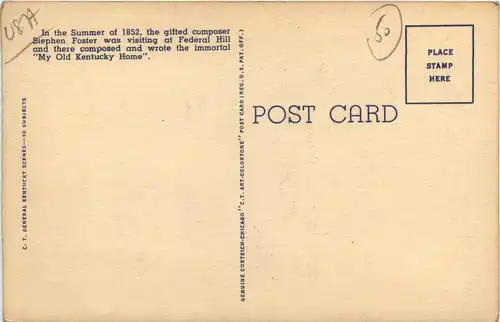 USA
In the Summer of 1852, the gifted composer
Stephen Foster was visiting at Federal Hill
and there composed and wrote the immortal
"My Old Kentucky Home".
50
PLACE
STAMP
HERE
POST CARD
C. T. GENERAL KENTUCKY SCENES—30 SUBJECTS
GENUINE CURTEICH-CHICAGO "C. T. ART-COLORTONE" POST CARD (REG. U. S. PAT. OFF.)